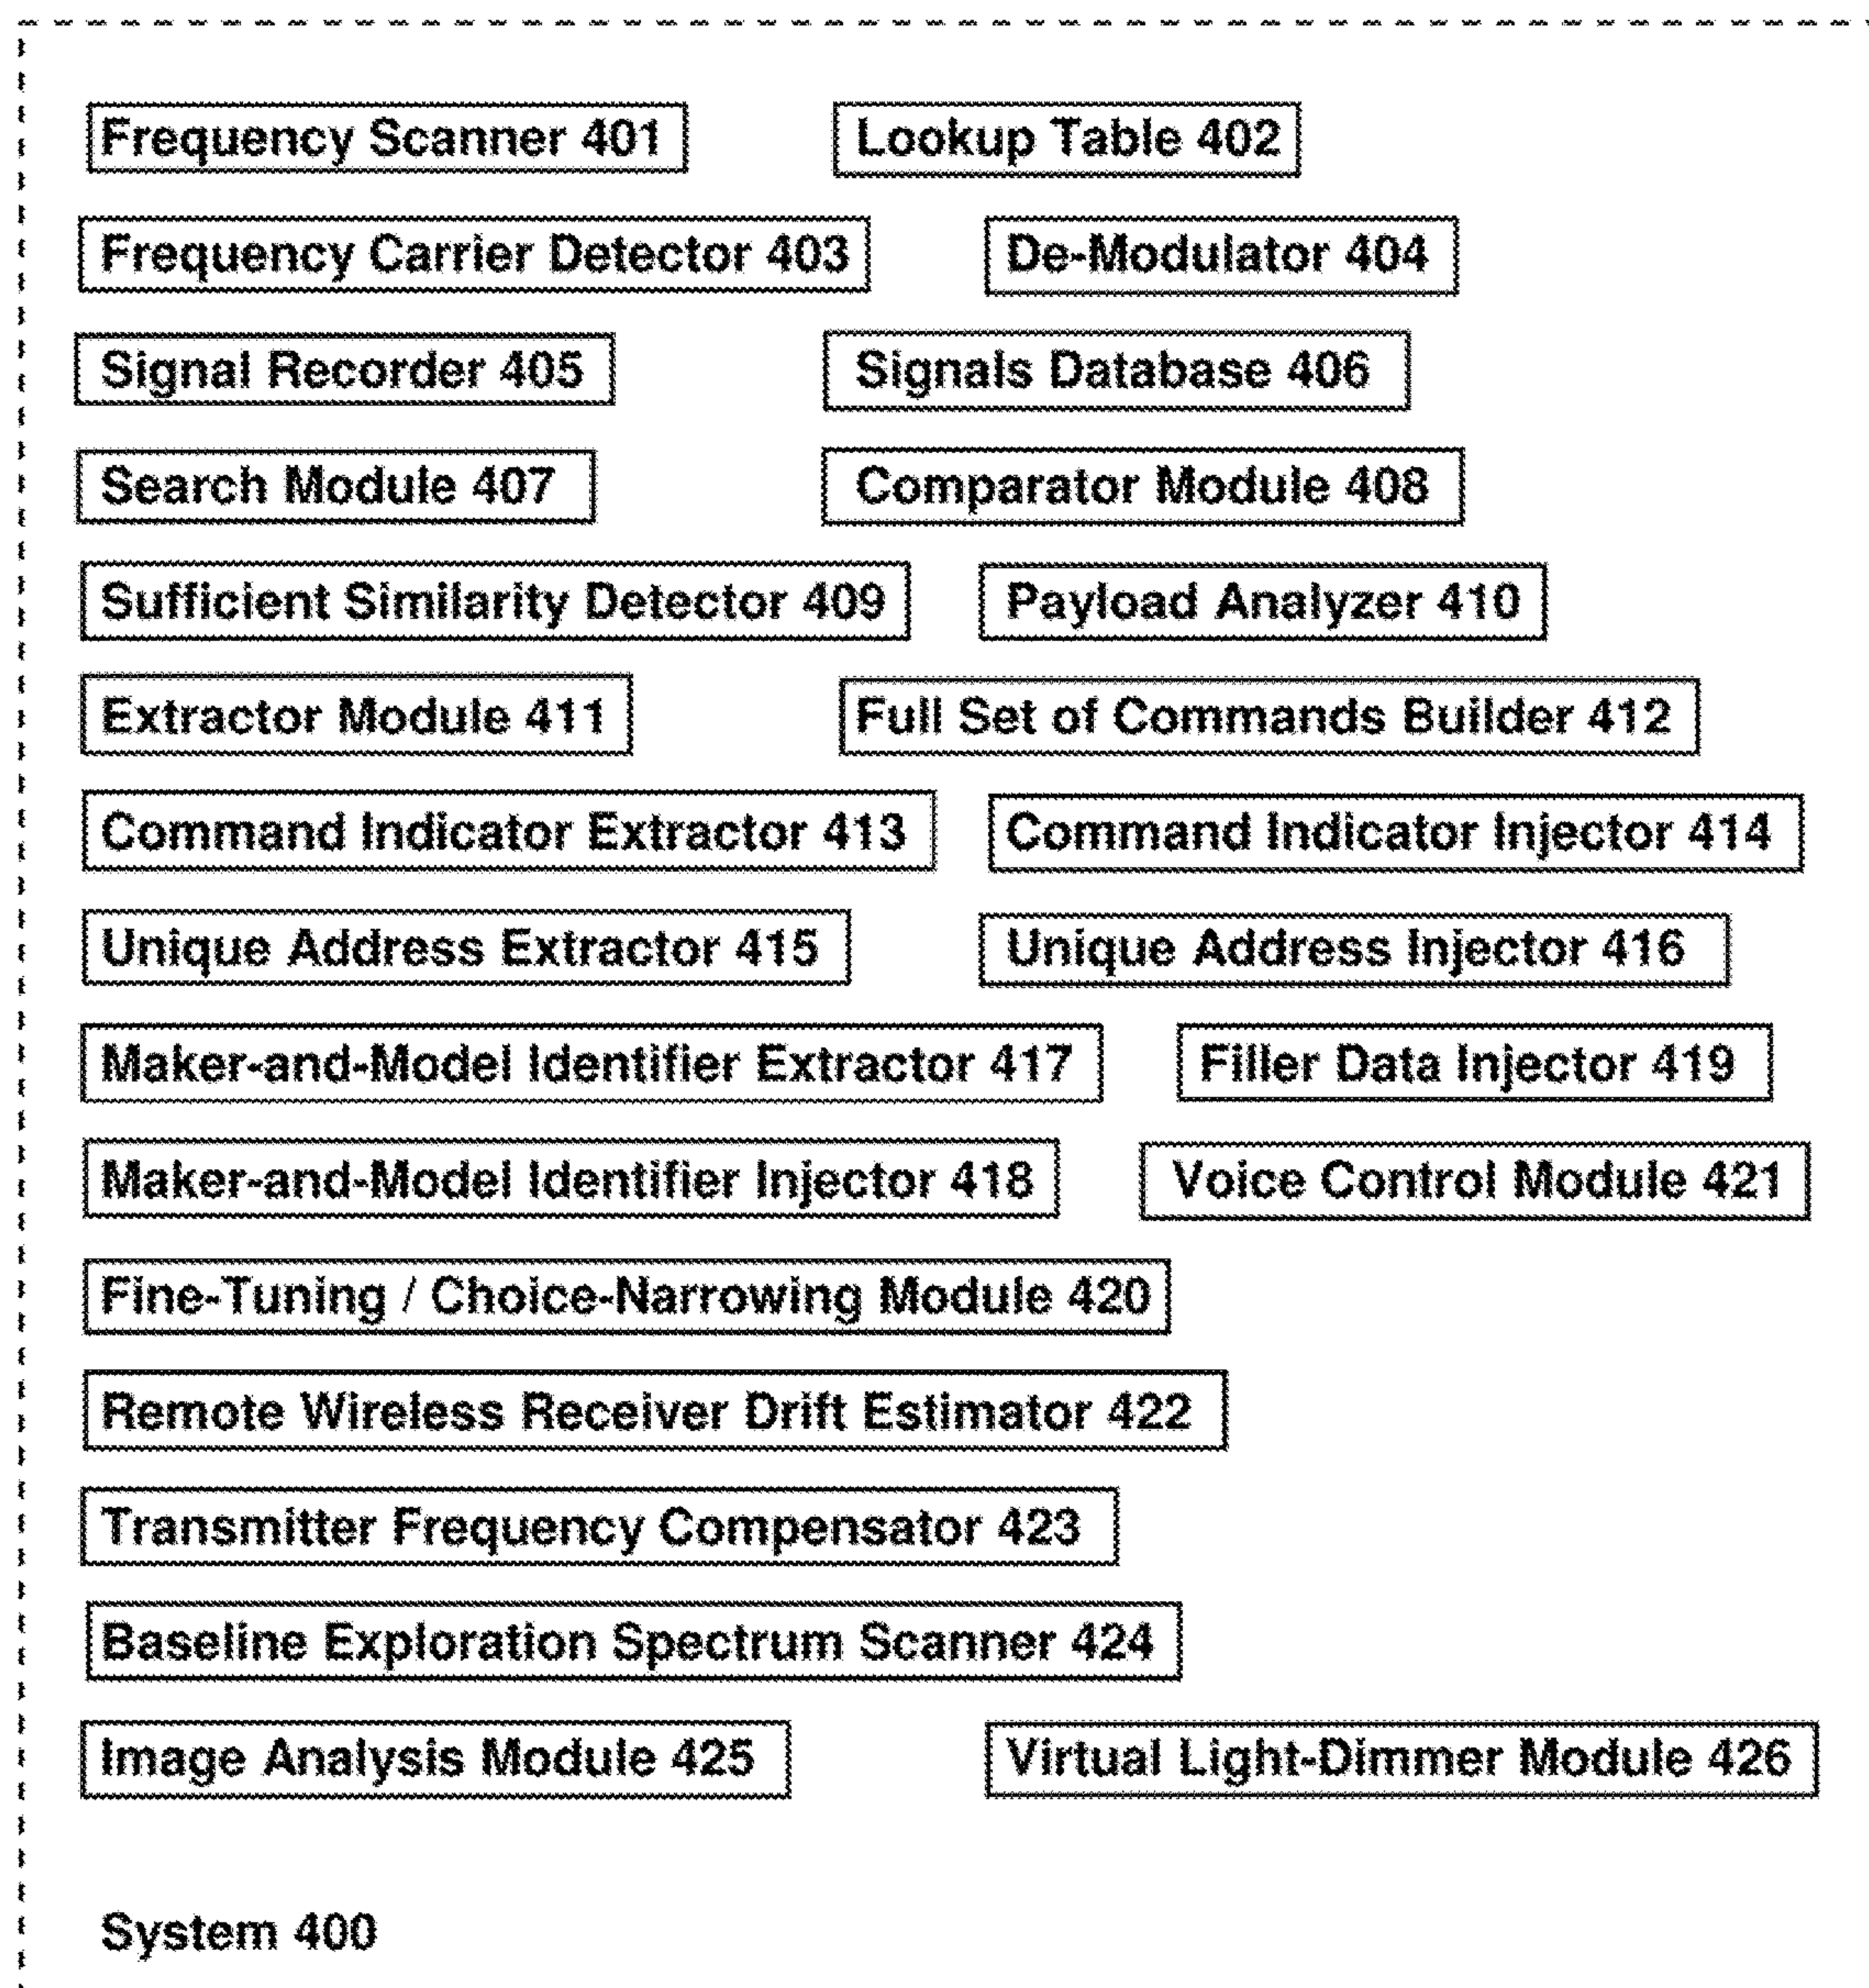 Frequency Scanner 401
Lookup Table 402
Frequency Carrier Detector 403
De-Modulator 404
Signal Recorder 405
Signals Database 406
Search Module 407
Comparator Module 408
Sufficient Similarity Detector 409
Payload Analyzer 410
Extractor Module 411
Full Set of Commands Builder 412
Command Indicator Extractor 413
Command Indicator Injector 414
Unique Address Extractor 415
Unique Address Injector 416
Maker-and-Model Identifier Extractor 417
Filler Data Injector 419
Maker-and-Model Identifier Injector 418
Voice Control Module 421
Fine-Tuning / Choice-Narrowing Module 420
Remote Wireless Receiver Drift Estimator 422
Transmitter Frequency Compensator 423
Baseline Exploration Spectrum Scanner 424
Image Analysis Module 425
Virtual Light-Dimmer Module 426
System 400